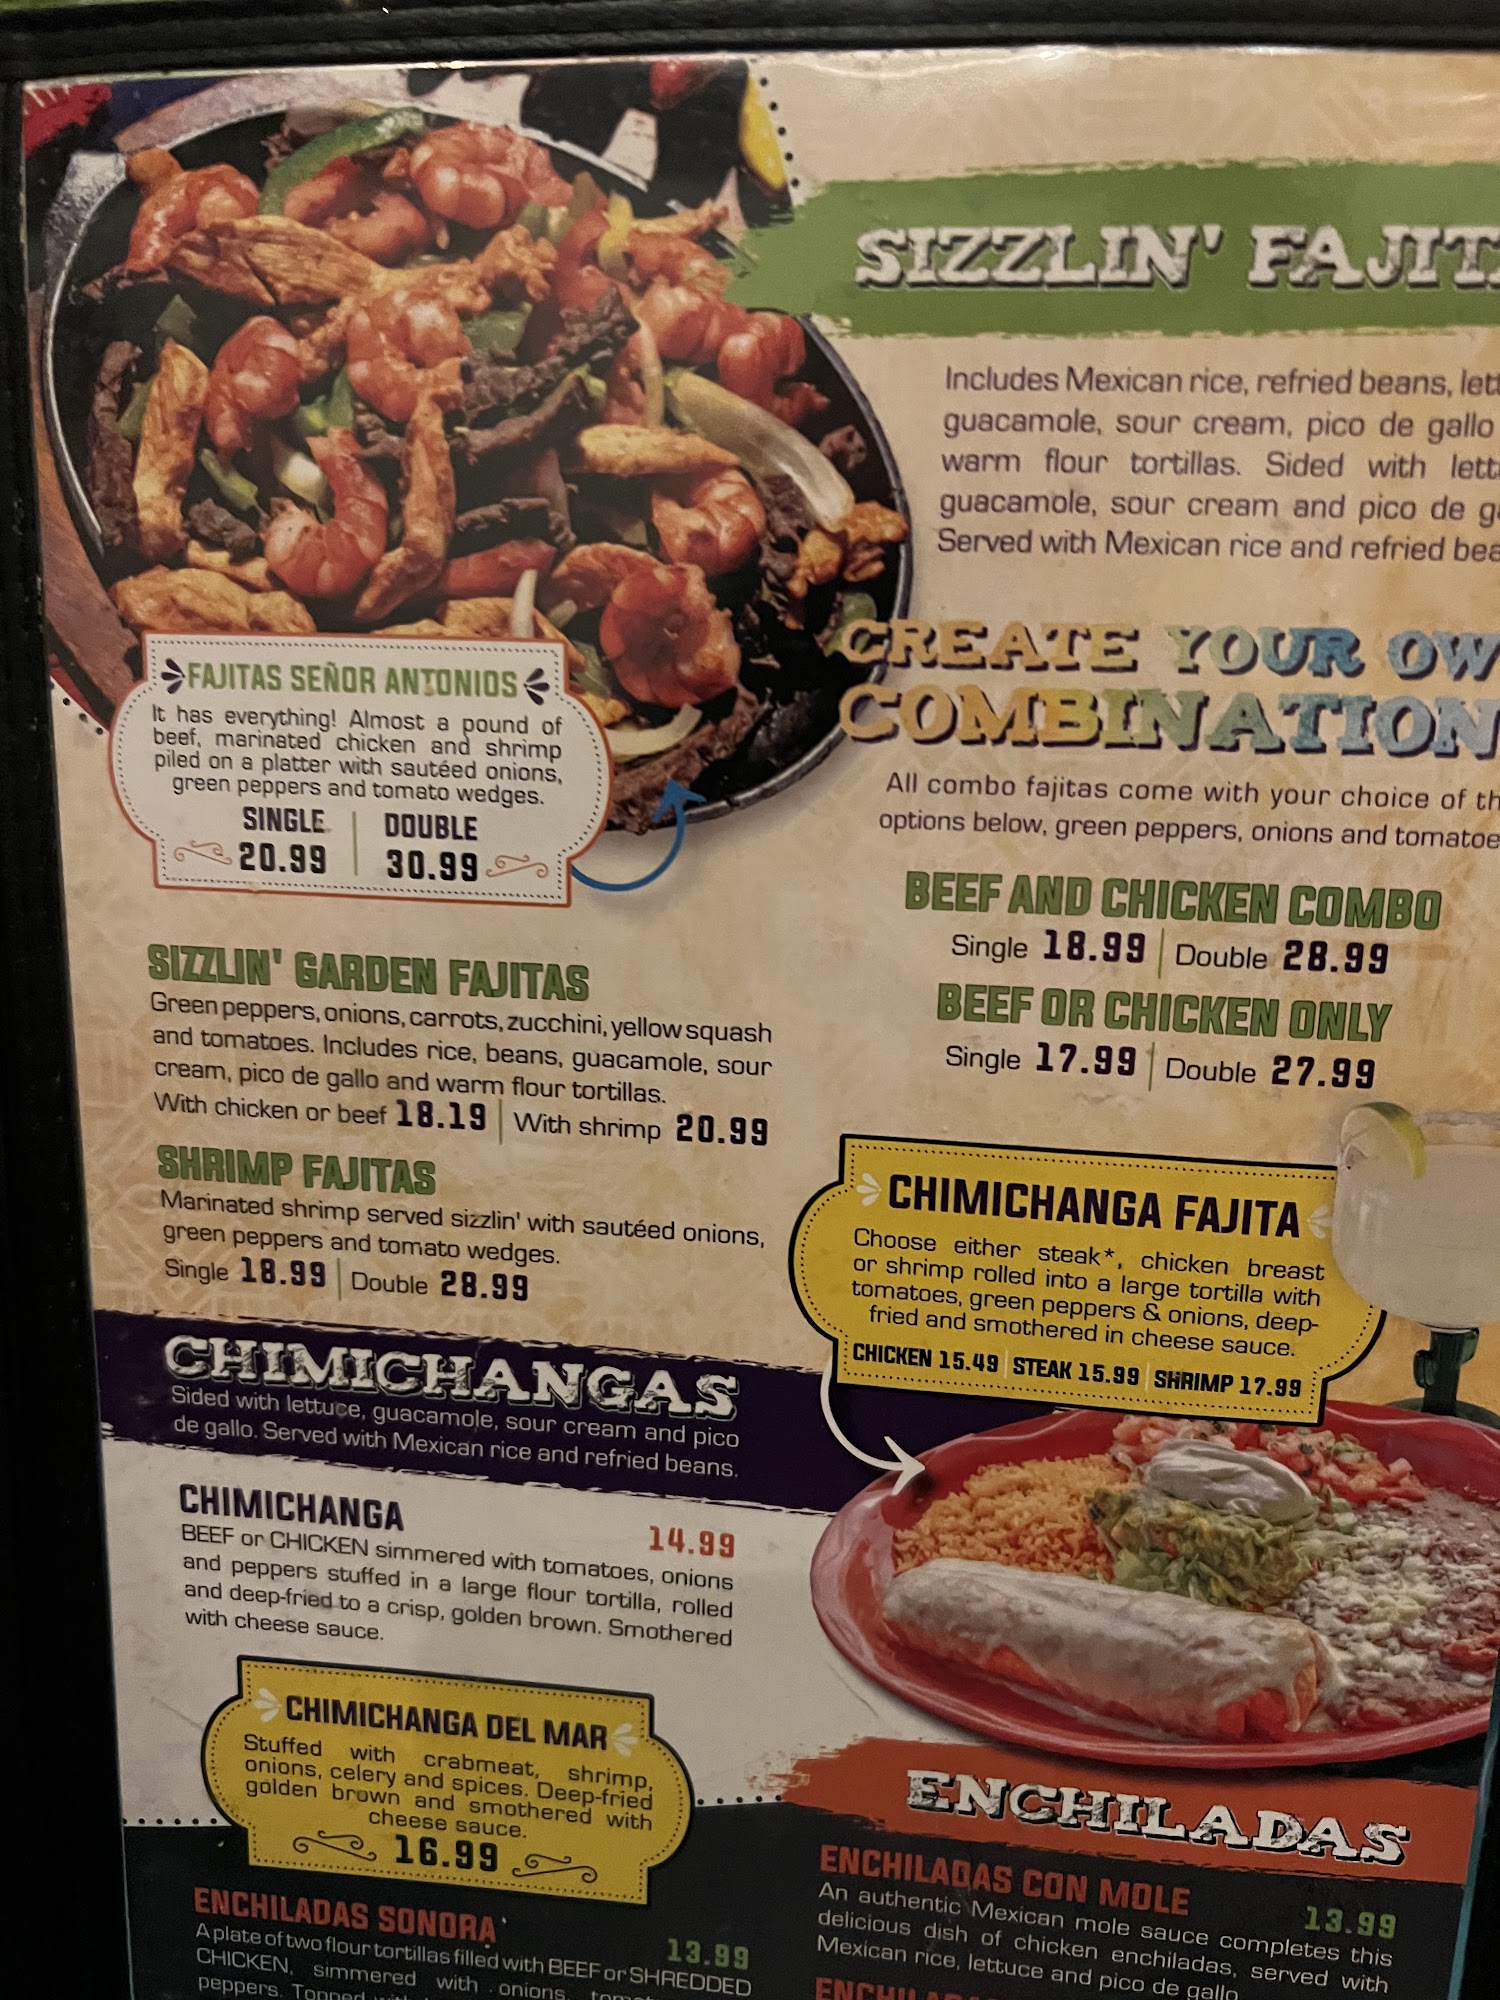 SIZZLIN' FAJIT
Includes Mexican rice, refried beans,
guacamole, sour cream, pico de gallo
warm flour tortillas. Sided with
guacamole, sour cream and pico de
Served with Mexican rice and refried
FAJITAS SEÑOR ANTONIOS
It has everything! Almost a pound of
beef, marinated chicken and shrimp
piled on a platter with sautéed onions,
green peppers and tomato wedges.
SINGLE | DOUBLE
20.99 | 30.99
SIZZLIN' GARDEN FAJITAS
Green peppers, onions, carrots, zucchini, yellow squash
and tomatoes. Includes rice, beans, guacamole, sour
cream, pico de gallo and warm flour tortillas.
With chicken or beef 18.19 | With shrimp 20.99
SHRIMP FAJITAS
Marinated shrimp served sizzlin' with sautéed onions,
green peppers and tomato wedges.
Single 18.99 | Double 28.99
CREATE YOUR OW
COMBINATION
All combo fajitas come with your choice of
options below, green peppers, onions and
BEEF AND CHICKEN COMBO
Single 18.99 | Double 28.99
BEEF OR CHICKEN ONLY
Single 17.99 | Double 27.99
CHIMICHANGA FAJITA
Choose either steak*, chicken breast
or shrimp rolled into a large tortilla with
tomatoes, green peppers & onions, deep-
fried and smothered in cheese sauce.
CHICKEN 15.49 | STEAK 15.99 | SHRIMP 17.99
CHIMICHANGAS
Sided with lettuce, guacamole, sour cream and pico
de gallo. Served with Mexican rice and refried beans.
CHIMICHANGA 14.99
BEEF or CHICKEN simmered with tomatoes, onions
and peppers stuffed in a large flour tortilla, rolled
and deep-fried to a crisp, golden brown. Smothered
with cheese sauce.
CHIMICHANGA DEL MAR
Stuffed with crabmeat, shrimp,
onions, celery and spices. Deep-fried
golden brown and smothered with
cheese sauce.
16.99
ENCHILADAS
ENCHILADAS SONORA 13.99
A plate of two flour tortillas filled with BEEF or SHREDDED
CHICKEN, simmered with onions,
peppers.
ENCHILADAS CON MOLE 13.99
An authentic Mexican mole sauce completes this
delicious dish of chicken enchiladas, served with
Mexican rice, lettuce and pico de gallo